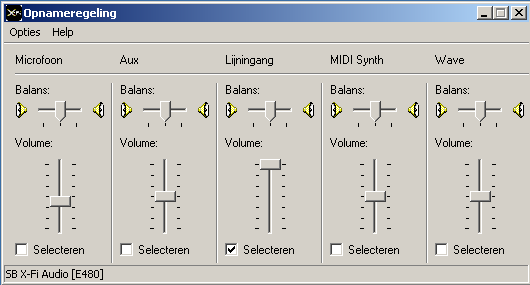 Opnameregeling
Opties Help
Microfoon Aux Lijningang MIDI Synth Wave
Balans: Balans: Balans: Balans: Balans:
Volume: Volume: Volume: Volume: Volume:
Selecteren Selecteren Selecteren Selecteren Selecteren
SB X-Fi Audio [E480]